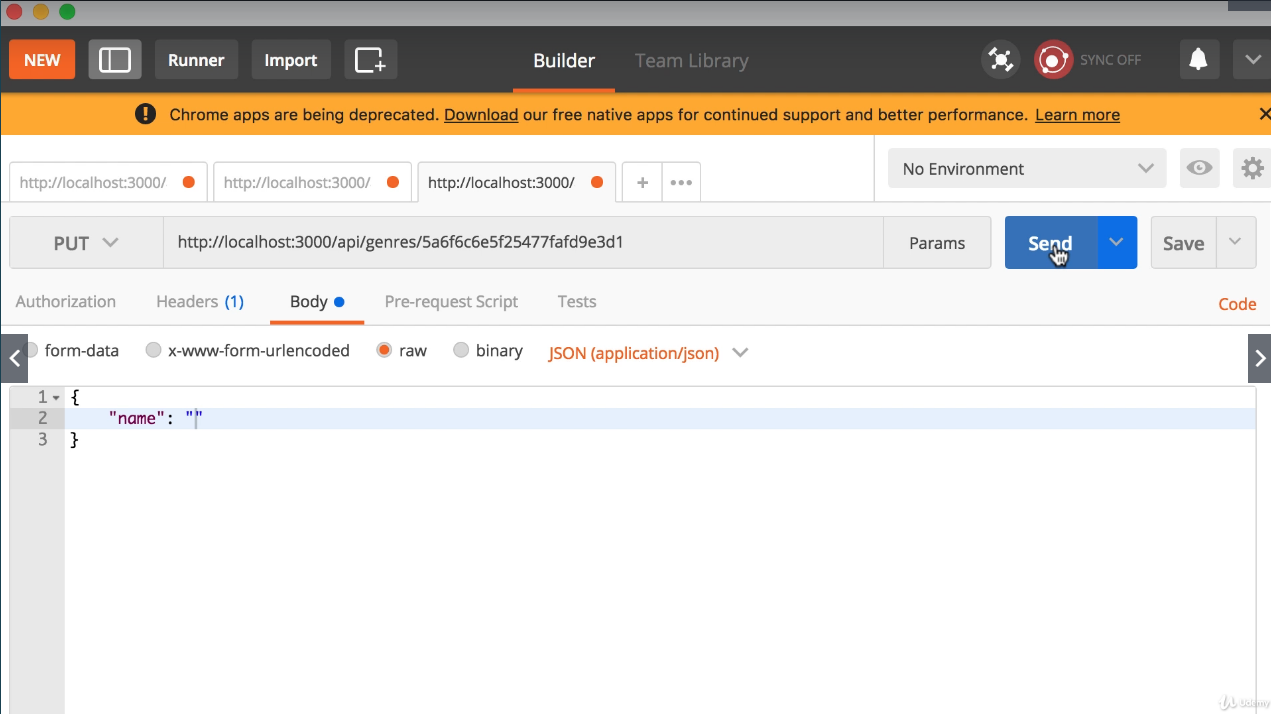 NEW Runner Import Builder Team Library SYNC OFF
Chrome apps are being deprecated. Download our free native apps for continued support and better performance. Learn more
http://localhost:3000/ http://localhost:3000/ http://localhost:3000/ No Environment
PUT http://localhost:3000/api/genres/5a6f6c6e5f25477fafd9e3d1 Params Send Save
Authorization Headers (1) Body Pre-request Script Tests Code
form-data x-www-form-urlencoded raw binary JSON (application/json)
1 {
2 "name": ""
3 }
Udemy